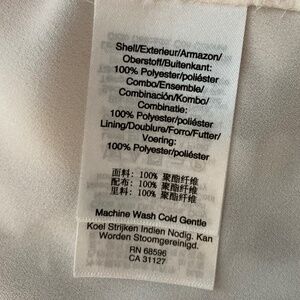 Shell/Exterieur/Armazon/
Oberstoff/Buitenkant:
100% Polyester/poliéster
Combo/Ensemble/
Combinación/Kombo/
Combinatie:
100% Polyester/poliéster
Lining/Doublure/Forro/Futter/
Voering:
100% Polyester/poliéster
面料: 100% 聚酯纤维
配布: 100% 聚酯纤维
里料: 100% 聚酯纤维
Machine Wash Cold Gentle
Koel Strijken Indien Nodig. Kan
Worden Stoomgereinigd.
RN 68596
CA 31127